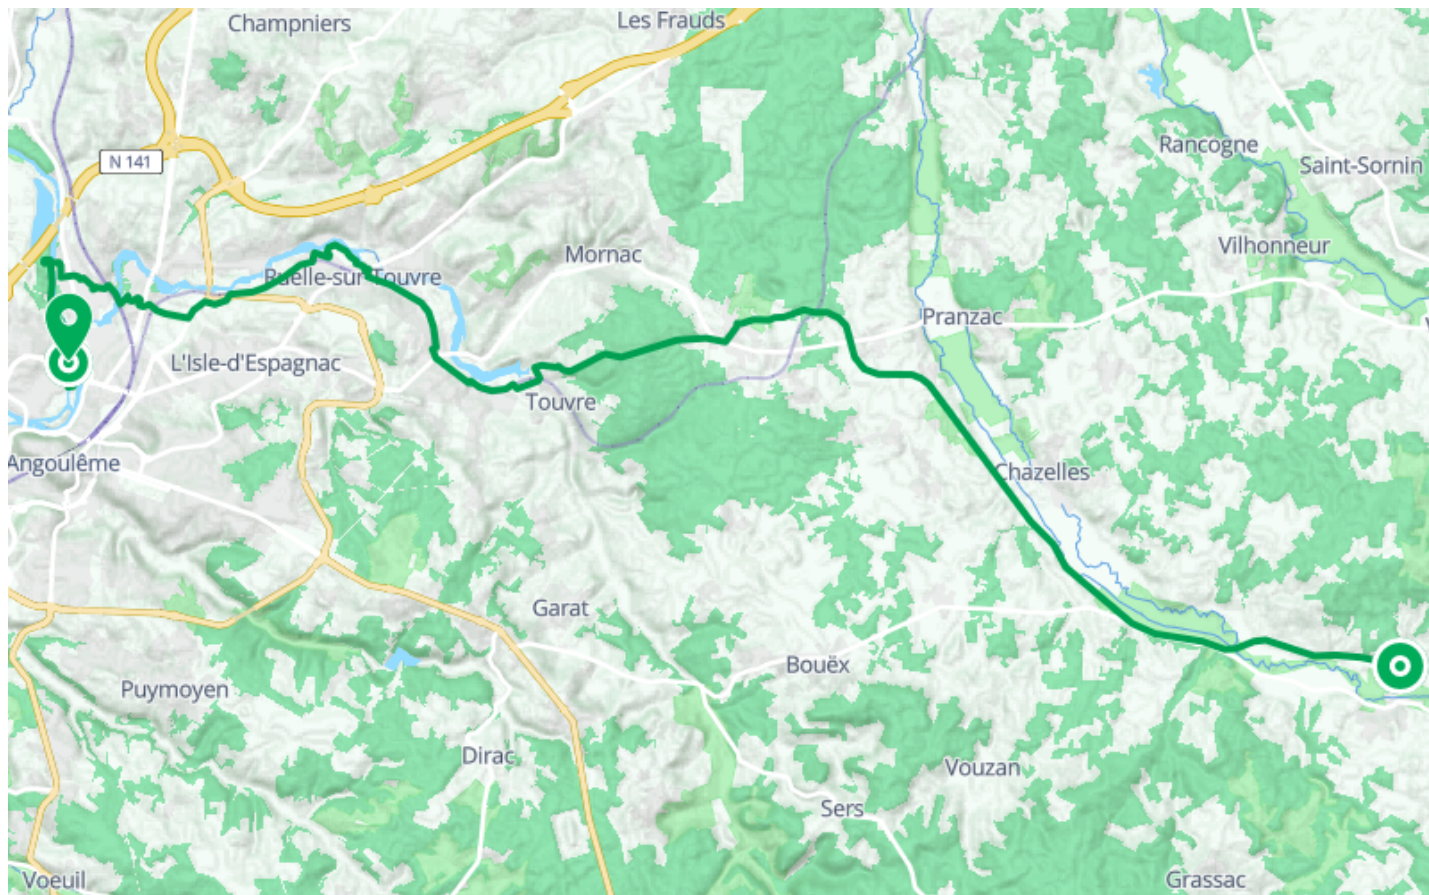 Champniers
Les Frauds
N 141
Rancogne
Saint-Sornin
Vilhonneur
Mornac
Ruelle-sur-Touvre
Pranzac
L'Isle-d'Espagnac
Touvre
Angoulême
Chazelles
Garat
Bouëx
Puymoyen
Dirac
Vouzan
Sers
Voeuil
Grassac